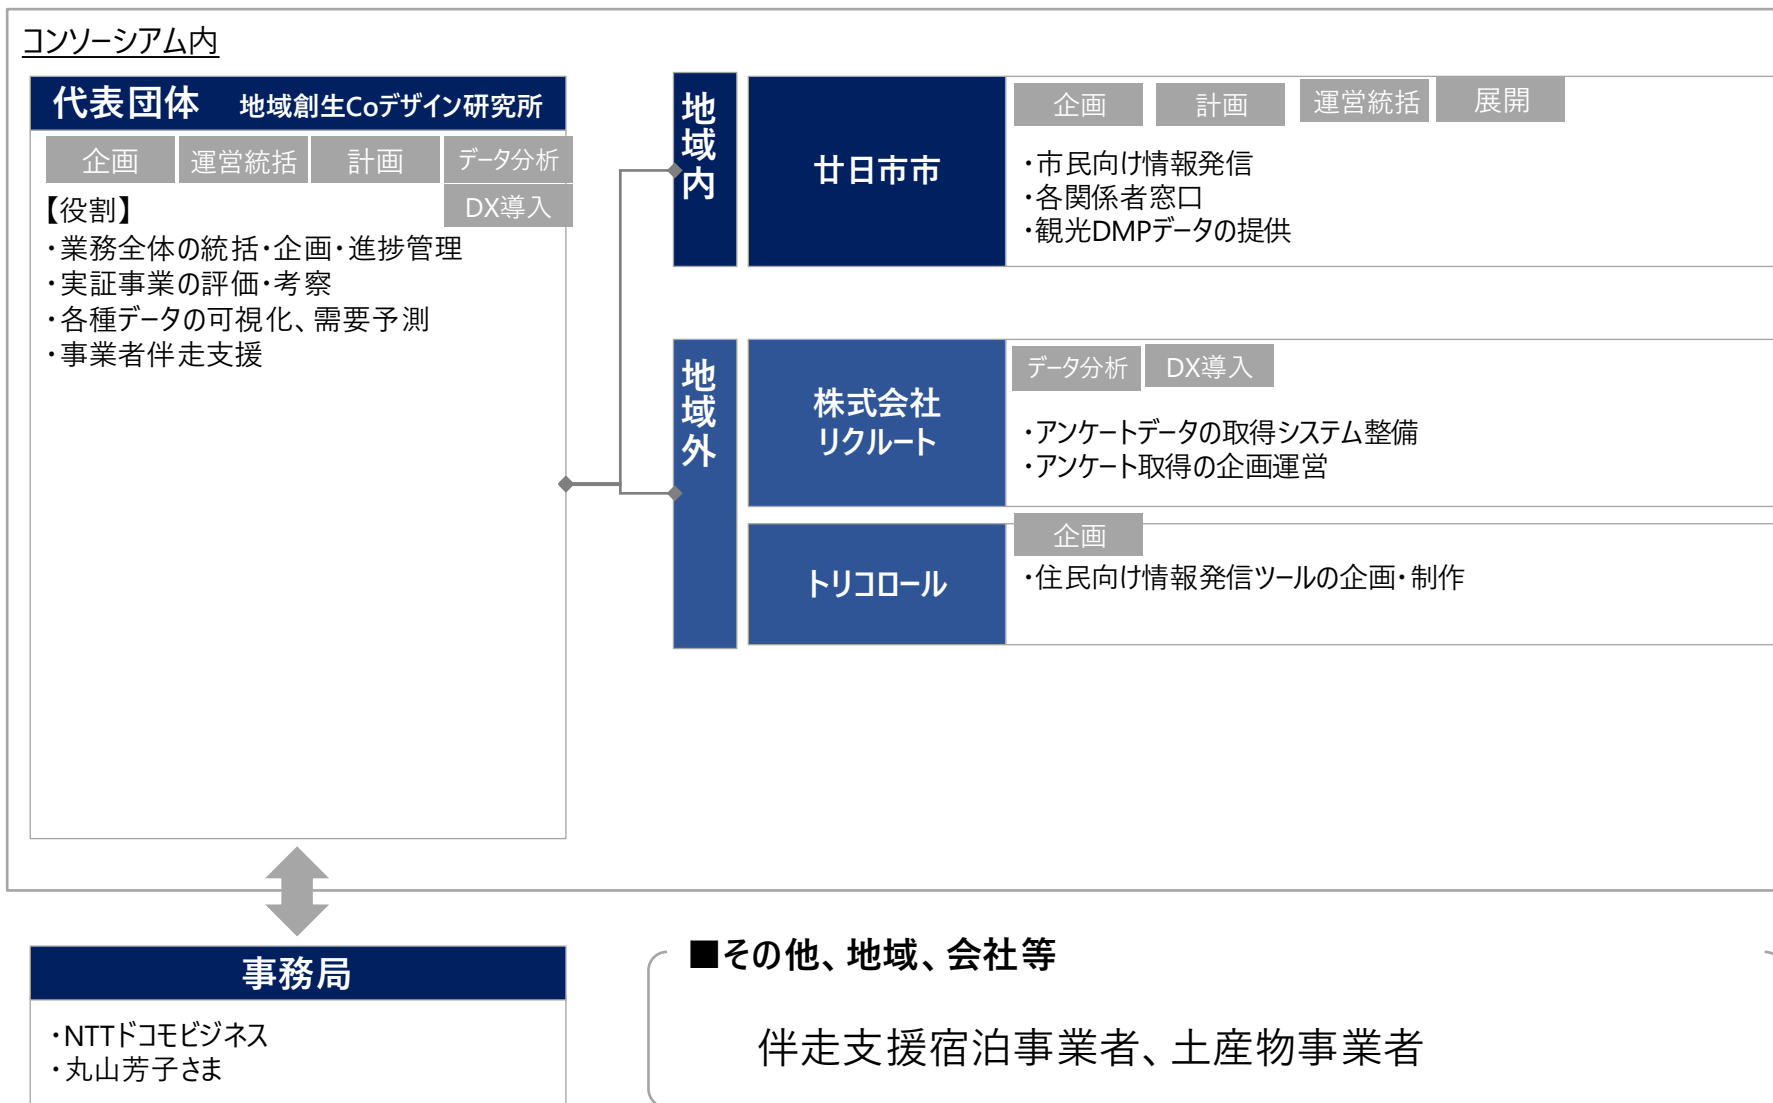 コンソーシアム内
代表団体 地域創生Coデザイン研究所
企画 運営統括 計画 データ分析
DX導入
【役割】
・業務全体の統括・企画・進捗管理
・実証事業の評価・考察
・各種データの可視化、需要予測
・事業者伴走支援
地域内
廿日市市
企画 計画 運営統括 展開
・市民向け情報発信
・各関係者窓口
・観光DMPデータの提供
地域外
株式会社
リクルート
データ分析 DX導入
・アンケートデータの取得システム整備
・アンケート取得の企画運営
トリコロール
企画
・住民向け情報発信ツールの企画・制作
事務局
・NTTドコモビジネス
・丸山芳子さま
■その他、地域、会社等
伴走支援宿泊事業者、土産物事業者